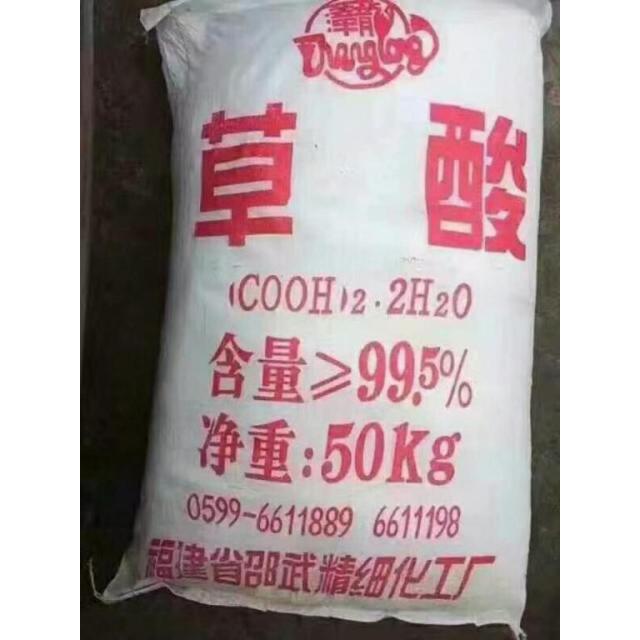 霸
草酸
(COOH)2·2H2O
含量≥99.5%
净重:50Kg
0599-6611889 6611198
福建省邵武精细化工厂